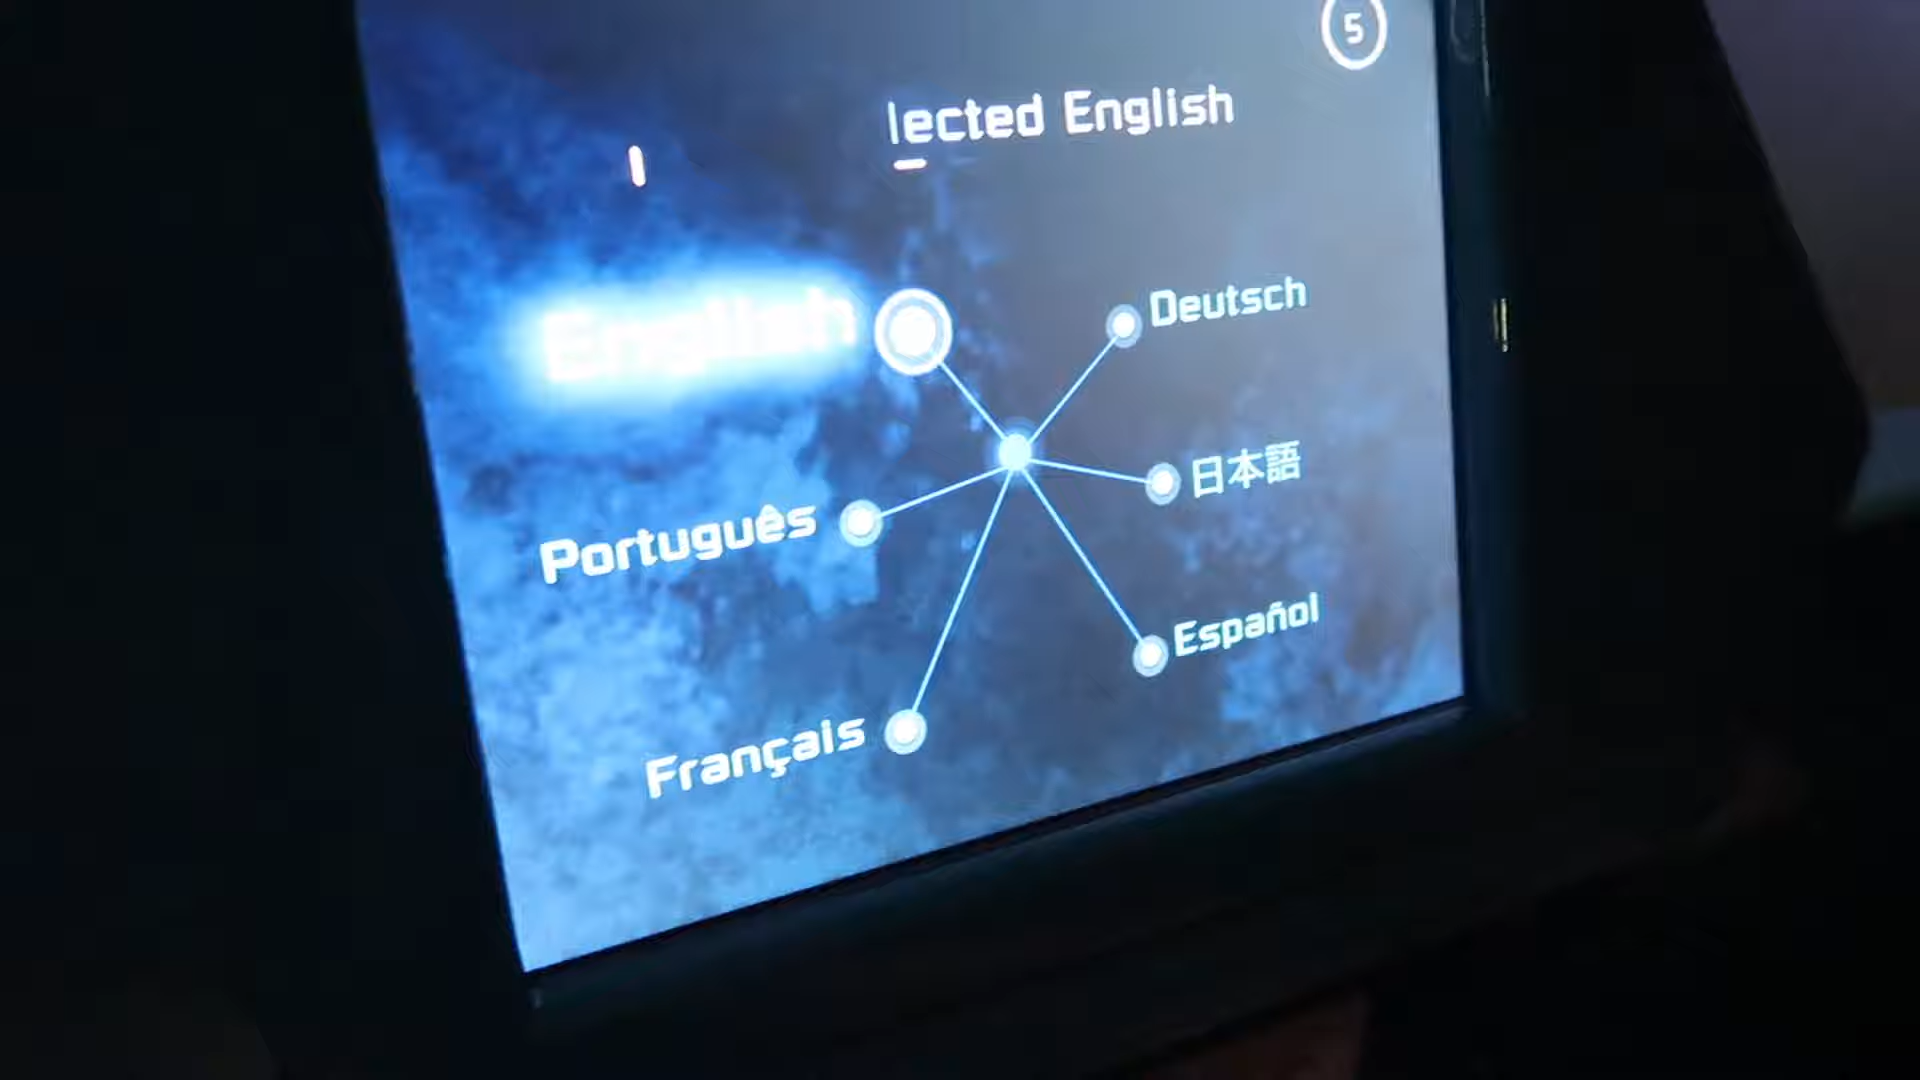 5
lected English
English
Deutsch
日本語
Português
Español
Français